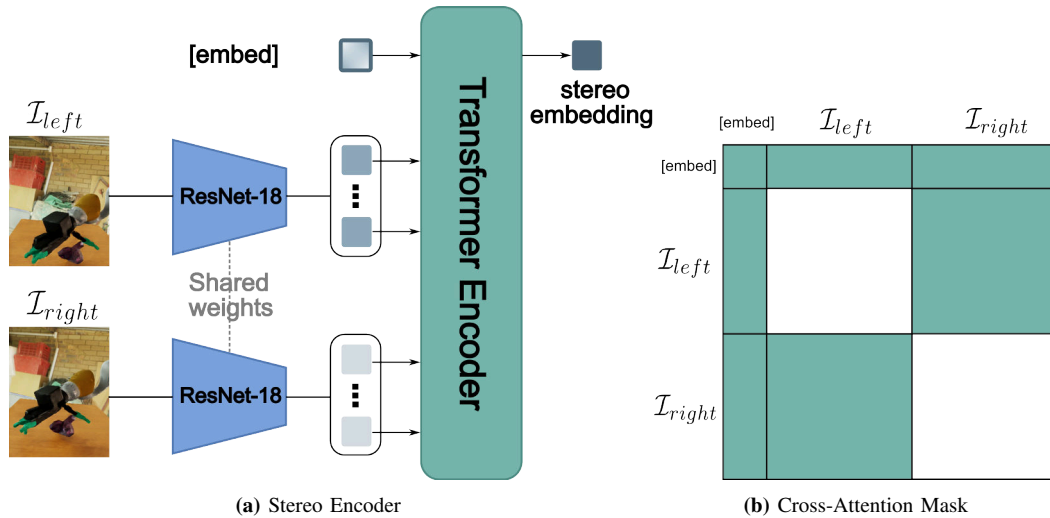 [embed]
stereo
embedding
Transformer Encoder
I_left
ResNet-18
Shared
weights
I_right
ResNet-18
(a) Stereo Encoder
[embed] I_left I_right
[embed]
I_left
I_right
(b) Cross-Attention Mask